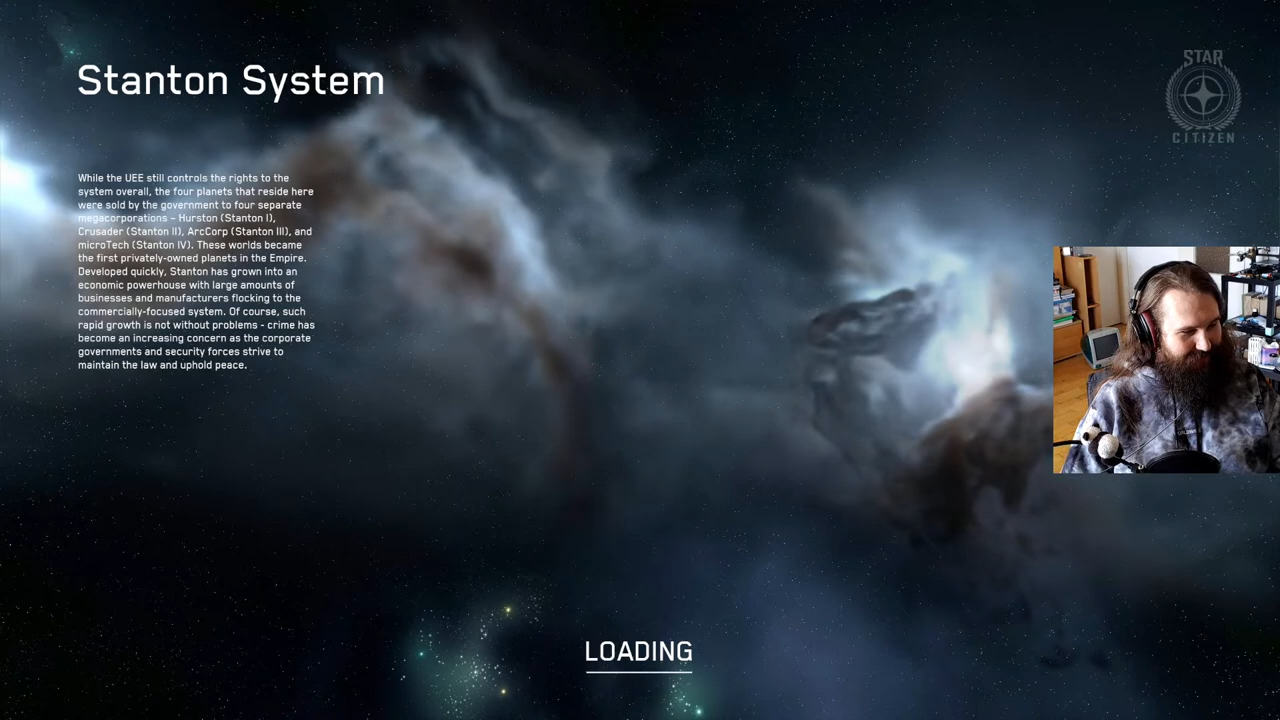 Stanton System
STAR
CITIZEN
While the UEE still controls the rights to the
system overall, the four planets that reside here
were sold by the government to four separate
megacorporations – Hurston (Stanton I),
Crusader (Stanton II), ArcCorp (Stanton III), and
microTech (Stanton IV). These worlds became
the first privately-owned planets in the Empire.
Developed quickly, Stanton has grown into an
economic powerhouse with large amounts of
businesses and manufacturers flocking to the
commercially-focused system. Of course, such
rapid growth is not without problems - crime has
become an increasing concern as the corporate
governments and security forces strive to
maintain the law and uphold peace.
LOADING